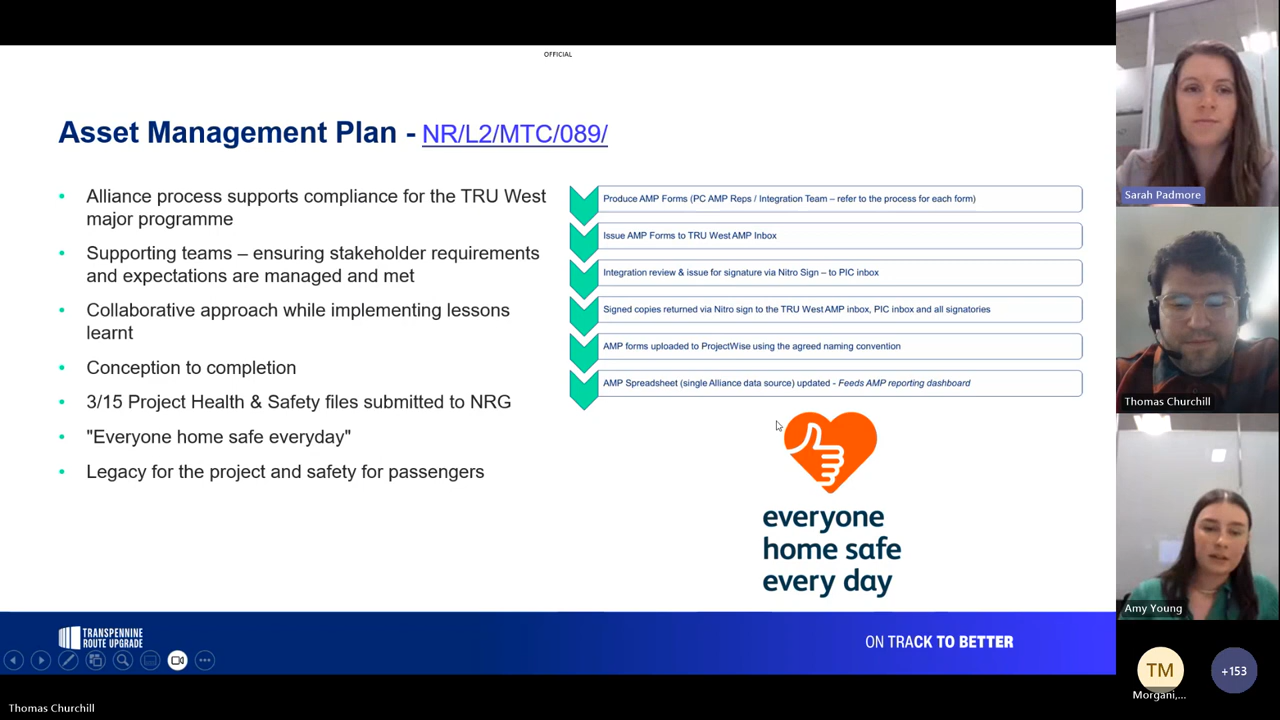 OFFICIAL
Asset Management Plan - NR/L2/MTC/089/
• Alliance process supports compliance for the TRU West
major programme
• Supporting teams – ensuring stakeholder requirements
and expectations are managed and met
• Collaborative approach while implementing lessons
learnt
• Conception to completion
• 3/15 Project Health & Safety files submitted to NRG
• "Everyone home safe everyday"
• Legacy for the project and safety for passengers
Produce AMP Forms (PC AMP Reps / Integration Team – refer to the process for each form)
Issue AMP Forms to TRU West AMP Inbox
Integration review & issue for signature via Nitro Sign – to PIC inbox
Signed copies returned via Nitro sign to the TRU West AMP inbox, PIC inbox and all signatories
AMP forms uploaded to ProjectWise using the agreed naming convention
AMP Spreadsheet (single Alliance data source) updated - Feeds AMP reporting dashboard
everyone
home safe
every day
TRANSPENNINE
ROUTE UPGRADE
ON TRACK TO BETTER
Thomas Churchill
Sarah Padmore
Thomas Churchill
Amy Young
TM
Morgani,...
+153